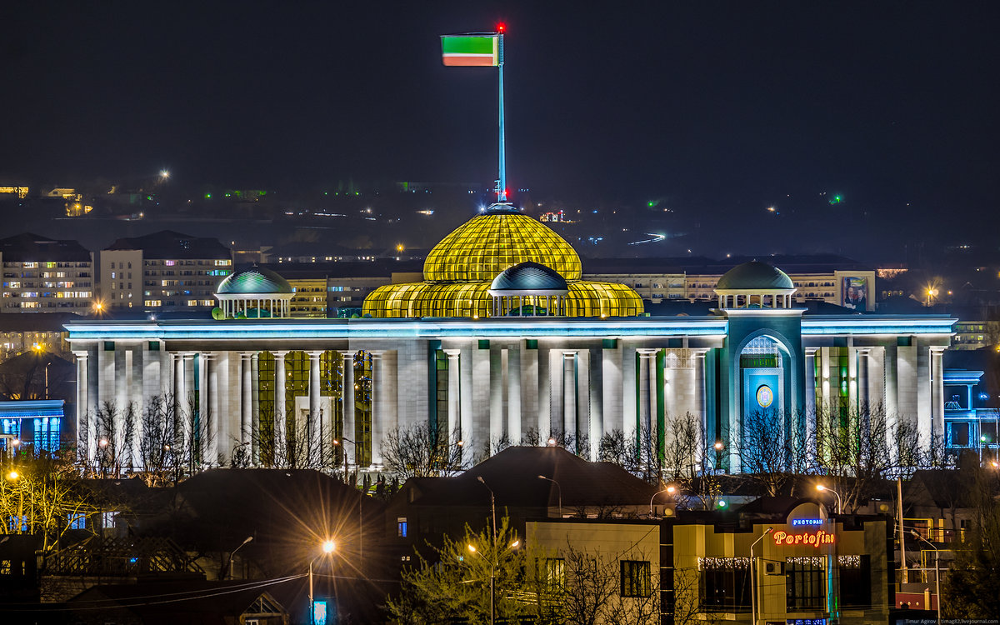 РЕСТОРАН
Portofino
Timur Agirov | timag82.livejournal.com